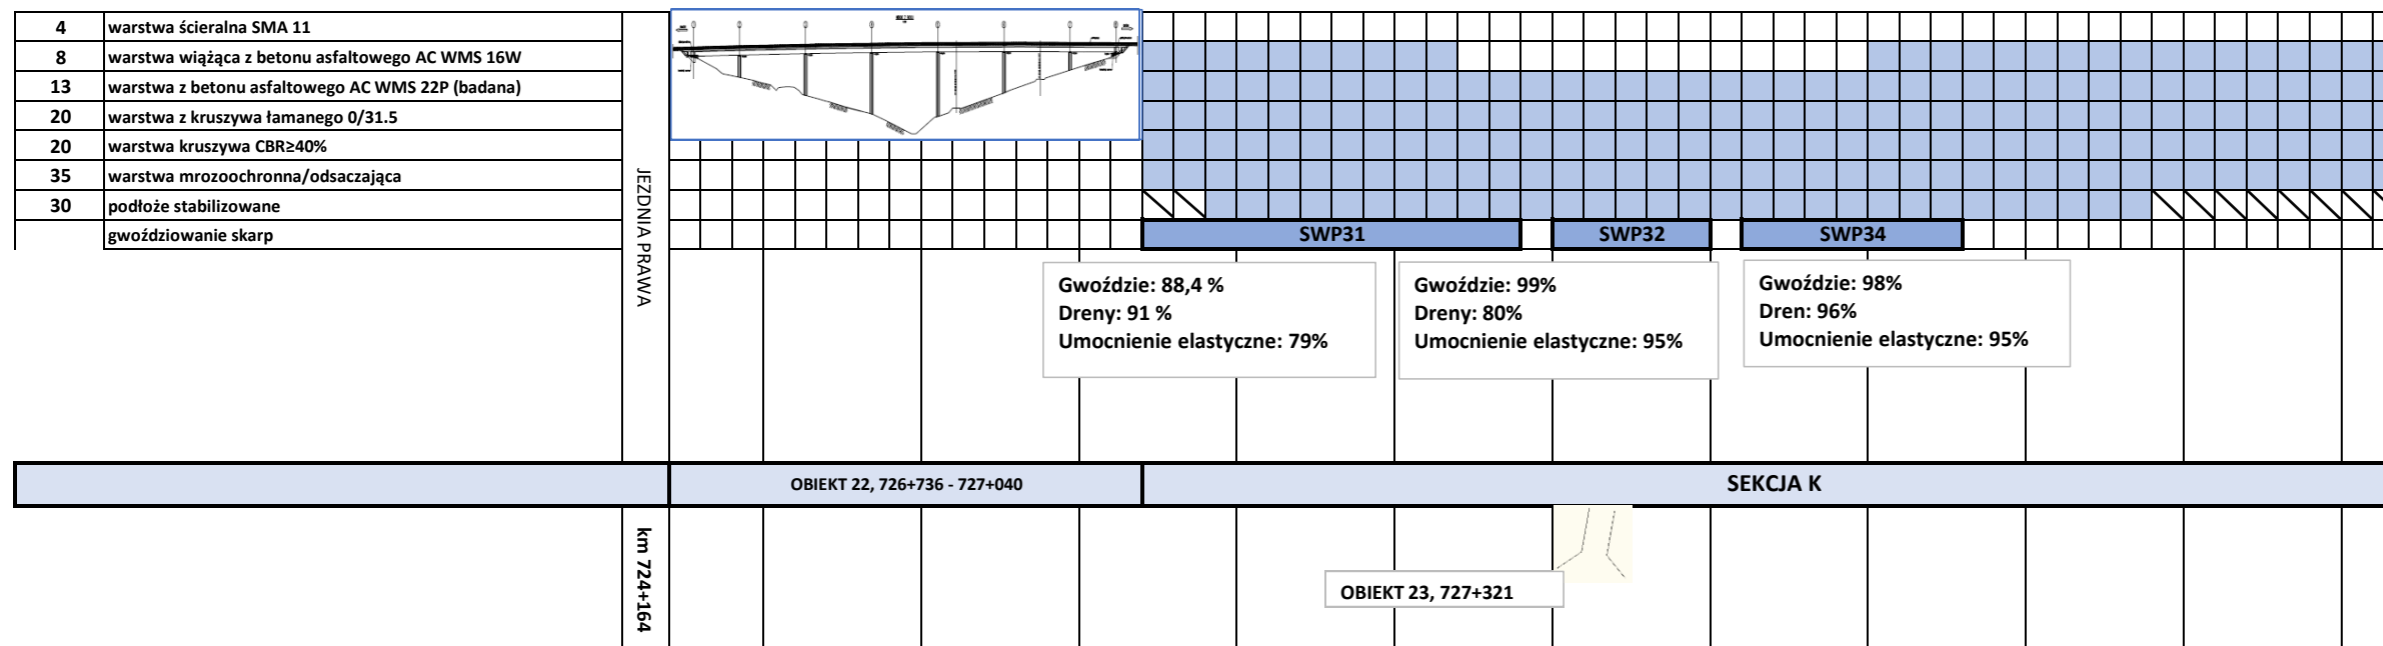 4 warstwa ścieralna SMA 11
8 warstwa wiążąca z betonu asfaltowego AC WMS 16W
13 warstwa z betonu asfaltowego AC WMS 22P (badana)
20 warstwa z kruszywa łamanego 0/31.5
20 warstwa kruszywa CBR≥40%
35 warstwa mrozoochronna/odsaczająca
30 podłoże stabilizowane
gwoździowanie skarp
JEZDNIA PRAWA
SWP31 SWP32 SWP34
Gwoździe: 88,4 %
Dreny: 91 %
Umocnienie elastyczne: 79%
Gwoździe: 99%
Dreny: 80%
Umocnienie elastyczne: 95%
Gwoździe: 98%
Dren: 96%
Umocnienie elastyczne: 95%
OBIEKT 22, 726+736 - 727+040
SEKCJA K
km 724+164
OBIEKT 23, 727+321